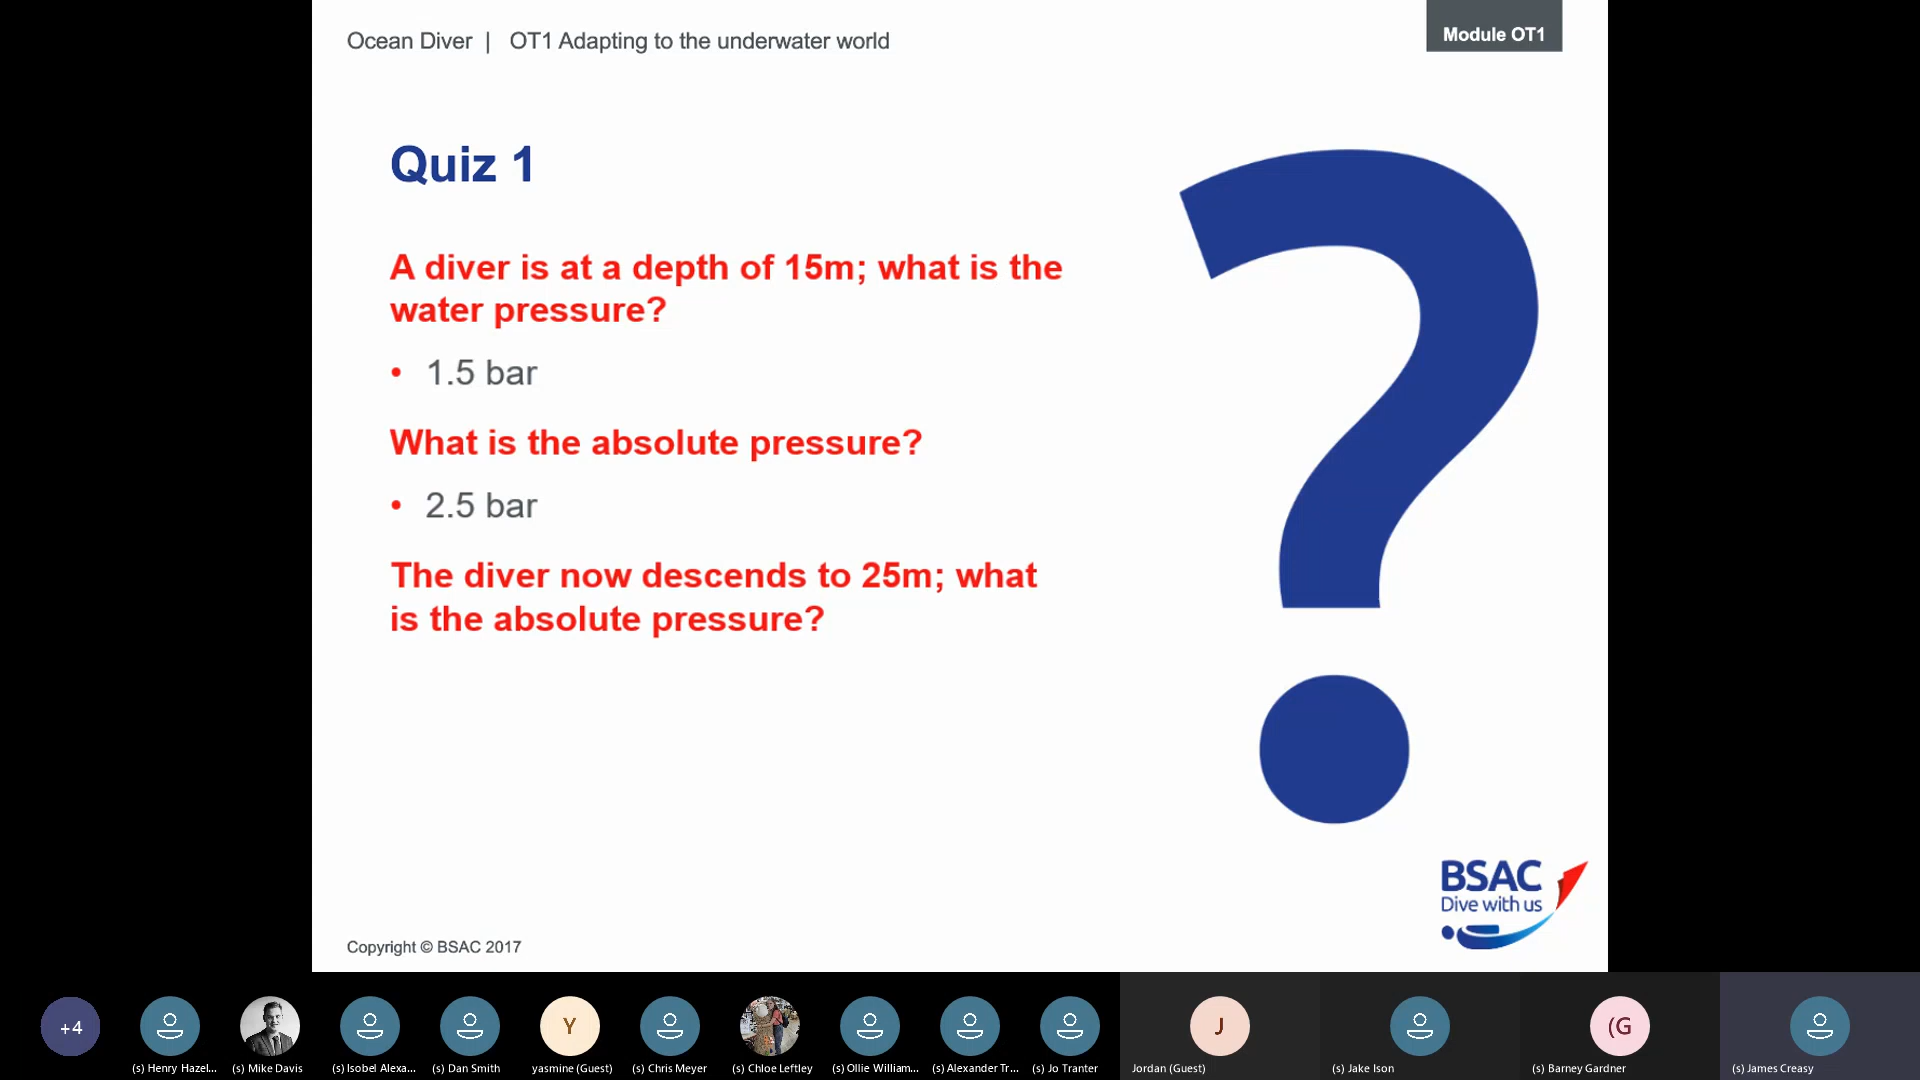 Ocean Diver | OT1 Adapting to the underwater world
Module OT1
Quiz 1
A diver is at a depth of 15m; what is the
water pressure?
• 1.5 bar
What is the absolute pressure?
• 2.5 bar
The diver now descends to 25m; what
is the absolute pressure?
?
BSAC
Dive with us
Copyright © BSAC 2017
+4
Y
J
(G
(s) Henry Hazel...
(s) Mike Davis
(s) Isobel Alexa...
(s) Dan Smith
yasmine (Guest)
(s) Chris Meyer
(s) Chloe Leftley
(s) Ollie William...
(s) Alexander Tr...
(s) Jo Tranter
Jordan (Guest)
(s) Jake Ison
(s) Barney Gardner
(s) James Creasy